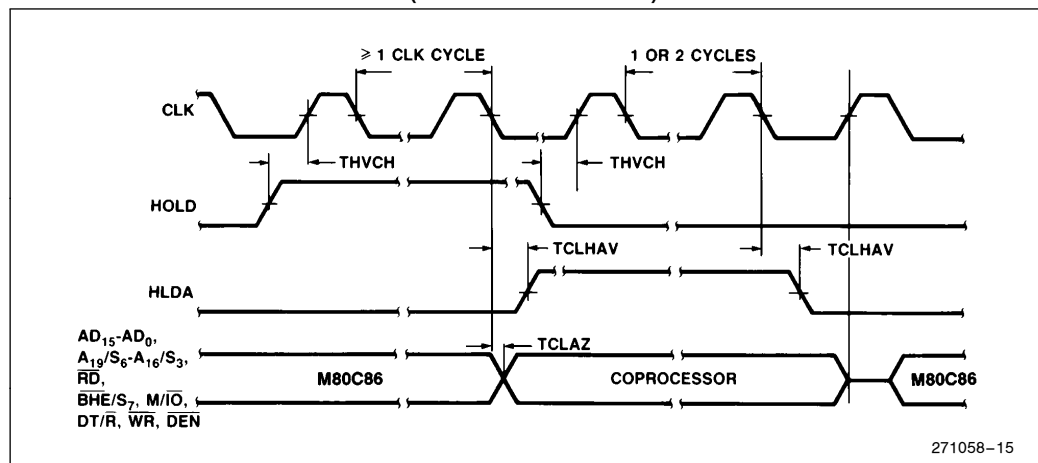 ≥ 1 CLK CYCLE
1 OR 2 CYCLES
CLK
THVCH
THVCH
HOLD
TCLHAV
TCLHAV
HLDA
TCLAZ
AD15-AD0,
A19/S6-A16/S3,
RD,
BHE/S7, M/IO,
DT/R, WR, DEN
M80C86
COPROCESSOR
M80C86
271058-15